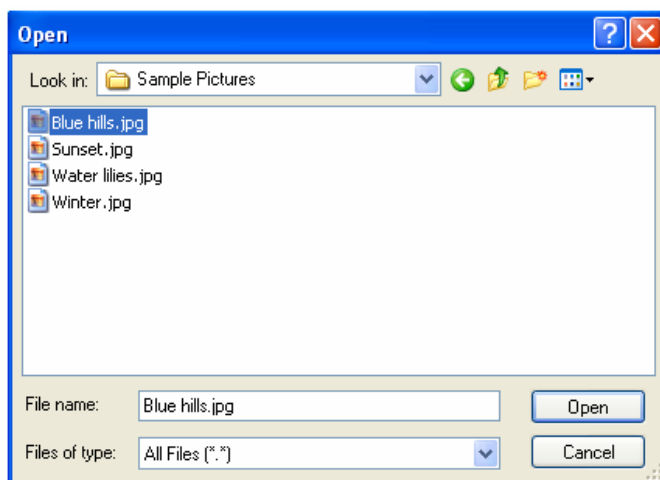 Open
Look in: Sample Pictures
Blue hills.jpg
Sunset.jpg
Water lilies.jpg
Winter.jpg
File name: Blue hills.jpg Open
Files of type: All Files (*.*) Cancel